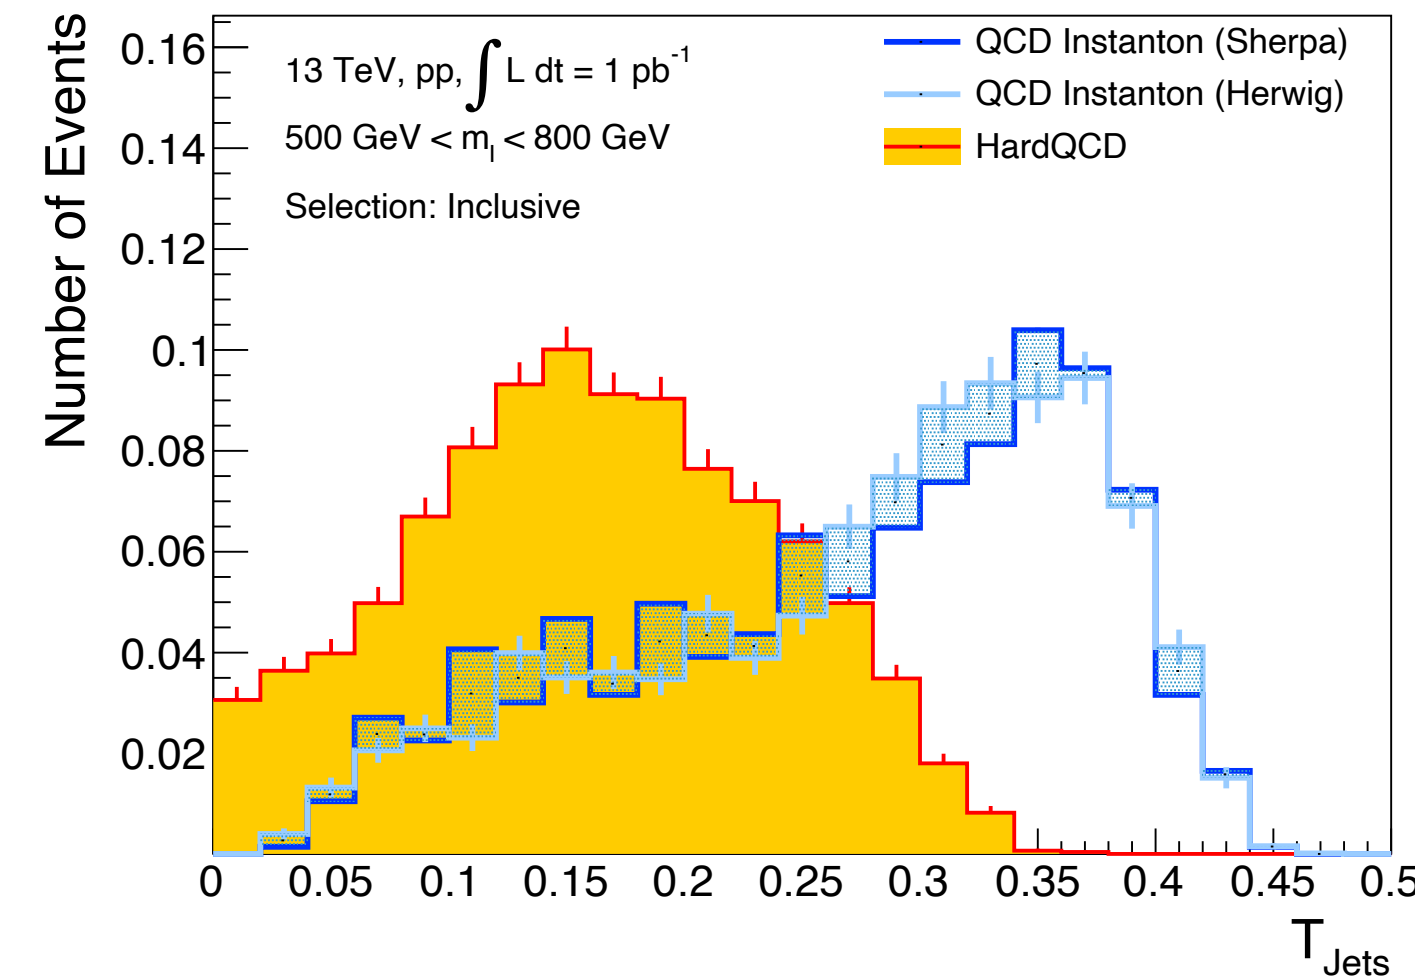 Number of Events
0.16
0.14
0.12
0.1
0.08
0.06
0.04
0.02
13 TeV, pp, ∫ L dt = 1 pb⁻¹
500 GeV < m_I < 800 GeV
Selection: Inclusive
QCD Instanton (Sherpa)
QCD Instanton (Herwig)
HardQCD
0 0.05 0.1 0.15 0.2 0.25 0.3 0.35 0.4 0.45 0.5
T_Jets